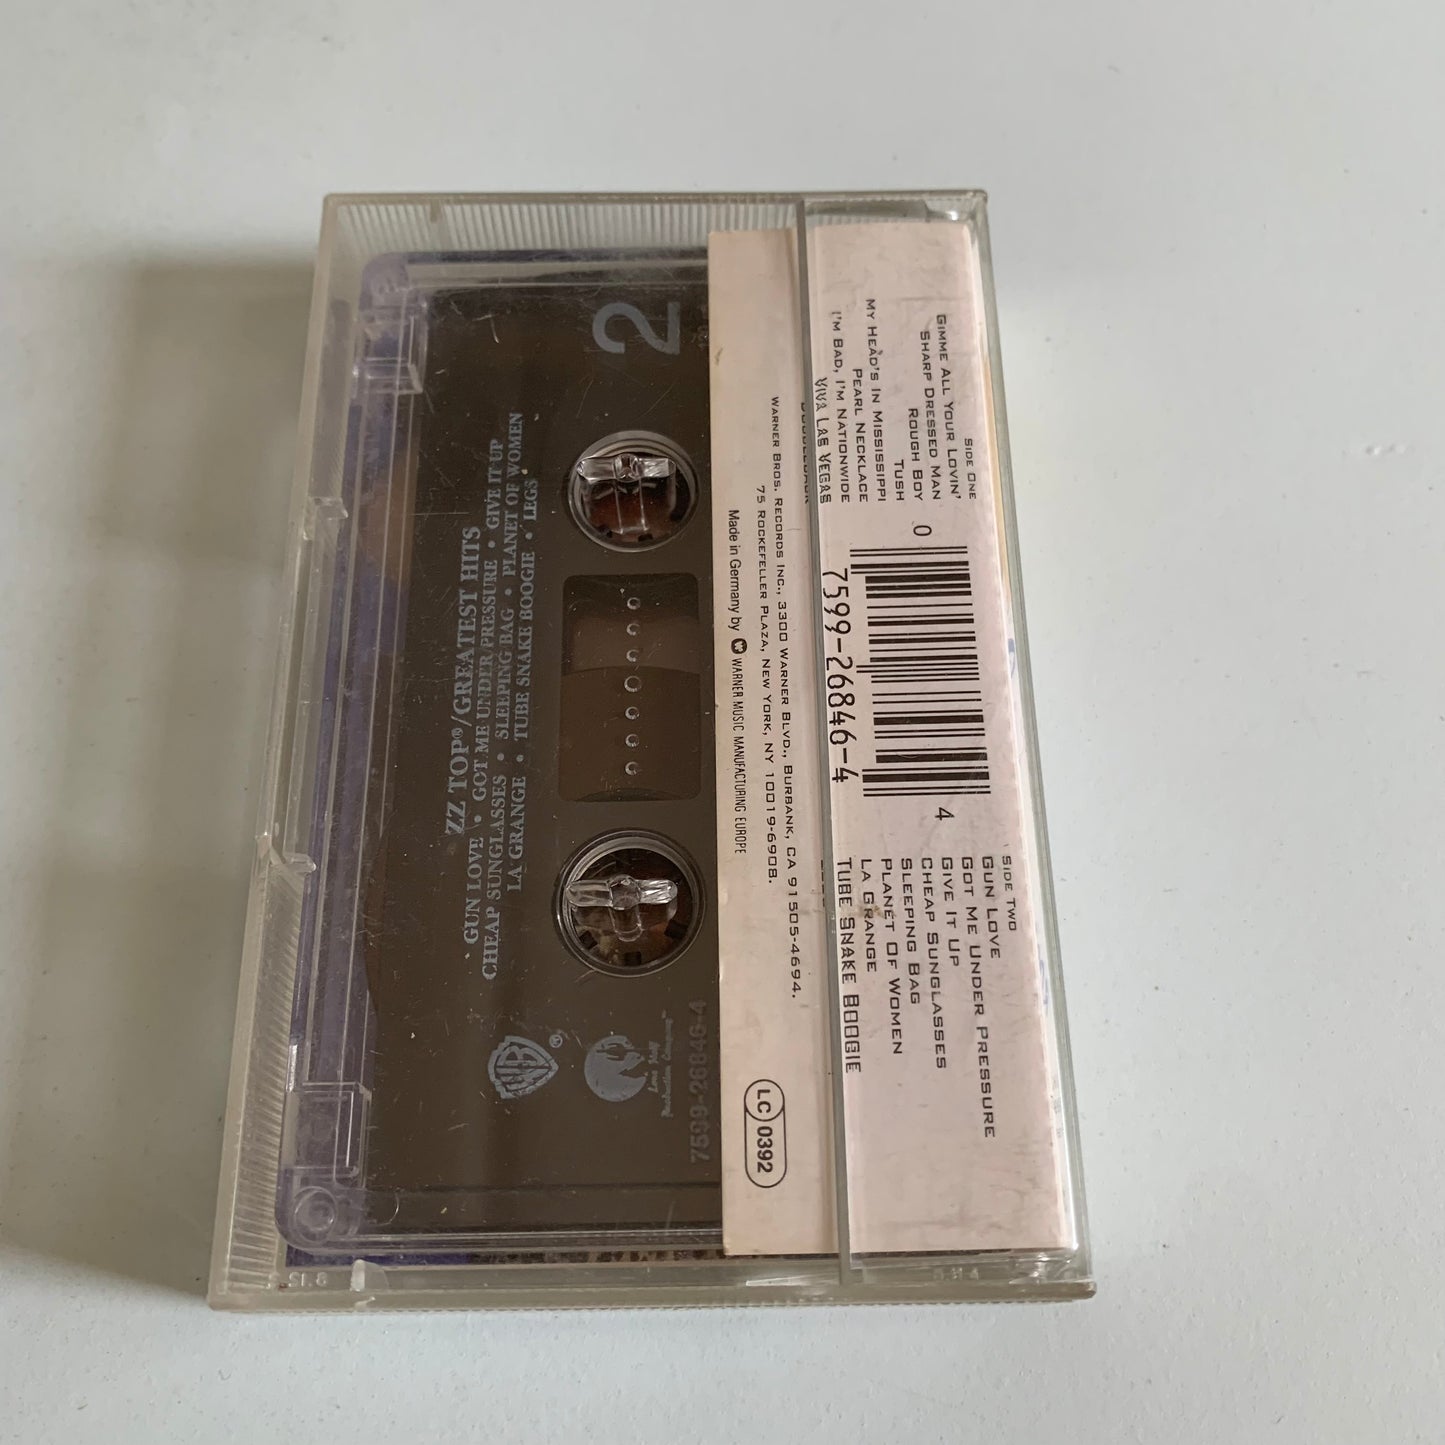 SIDE ONE
GIMME ALL YOUR LOVIN'
SHARP DRESSED MAN
ROUGH BOY
TUSH
MY HEAD'S IN MISSISSIPPI
PEARL NECKLACE
I'M BAD, I'M NATIONWIDE
VIVA LAS VEGAS
0
7599-26846-4
4
SIDE TWO
GUN LOVE
GOT ME UNDER PRESSURE
GIVE IT UP
CHEAP SUNGLASSES
SLEEPING BAG
PLANET OF WOMEN
LA GRANGE
TUBE SNAKE BOOGIE
WARNER BROS. RECORDS INC., 3300 WARNER BLVD., BURBANK, CA 91505-4694.
75 ROCKEFELLER PLAZA, NEW YORK, NY 10019-6908.
Made in Germany by WARNER MUSIC MANUFACTURING EUROPE
LC 0392
2
ZZ TOP®/GREATEST HITS
GUN LOVE • GOT ME UNDER PRESSURE • GIVE IT UP
CHEAP SUNGLASSES • SLEEPING BAG • PLANET OF WOMEN
LA GRANGE • TUBE SNAKE BOOGIE • LEGS
WB ®
Lone Wolf
Production Company™
7599-26846-4